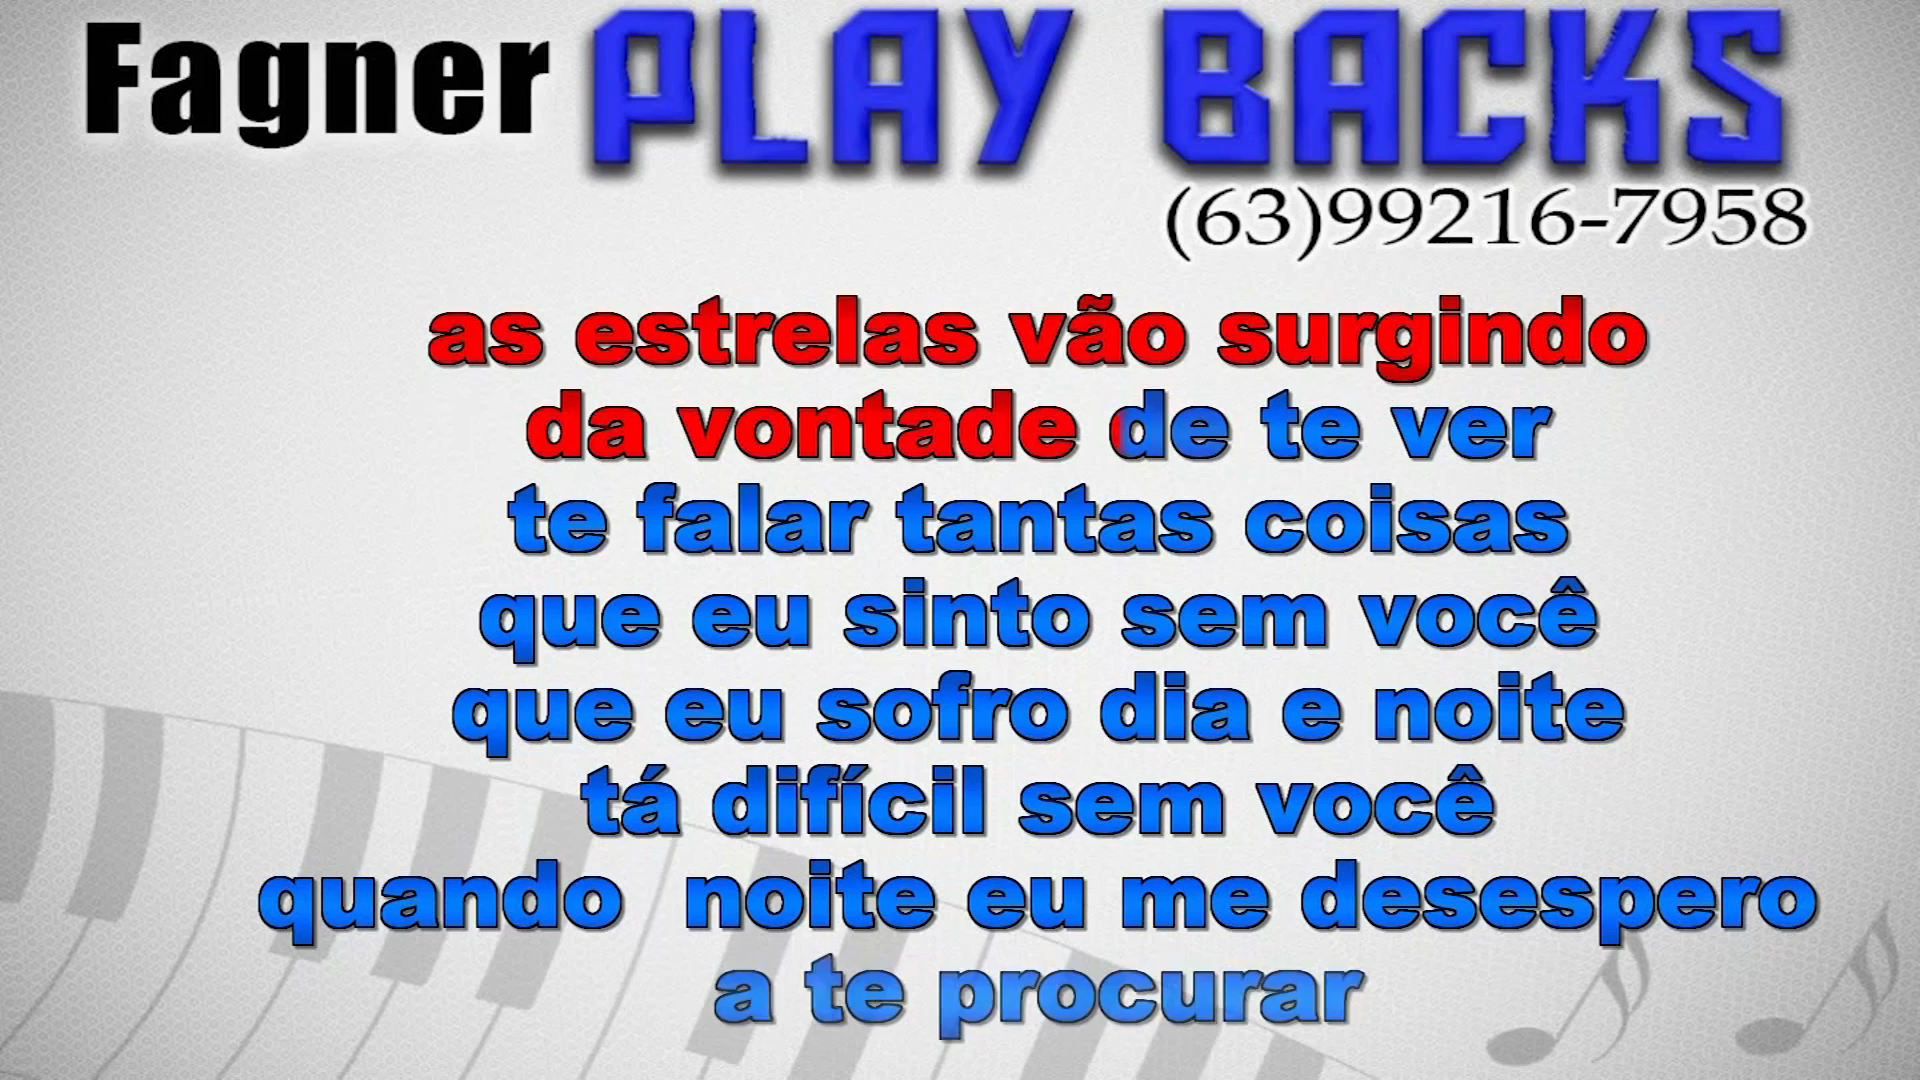 Fagner PLAY BACKS
(63)99216-7958
as estrelas vão surgindo
da vontade de te ver
te falar tantas coisas
que eu sinto sem você
que eu sofro dia e noite
tá difícil sem você
quando  noite eu me desespero
a te procurar